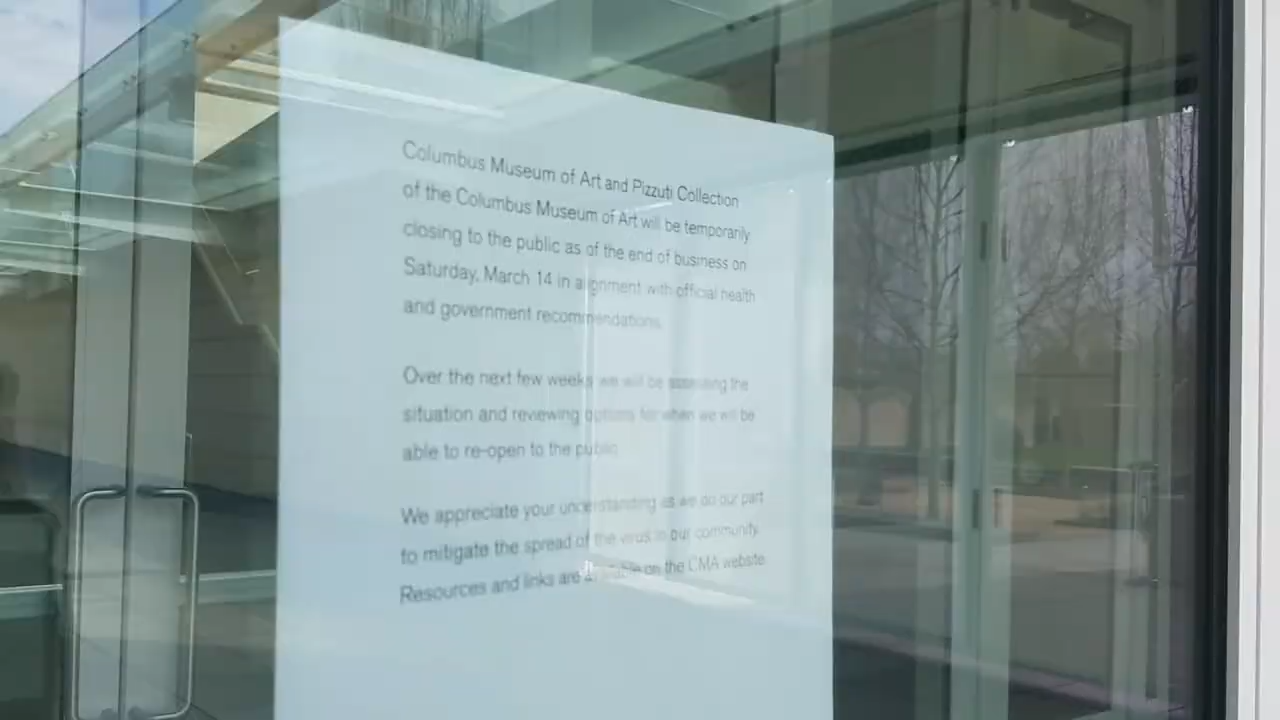 Columbus Museum of Art and Pizzuti Collection
of the Columbus Museum of Art will be temporarily
closing to the public as of the end of business on
Saturday, March 14 in alignment with official health
and government recommendations.
Over the next few weeks we will be assessing the
situation and reviewing options for when we will be
able to re-open to the public.
We appreciate your understanding as we do our part
to mitigate the spread of the virus in our community.
Resources and links are available on the CMA website